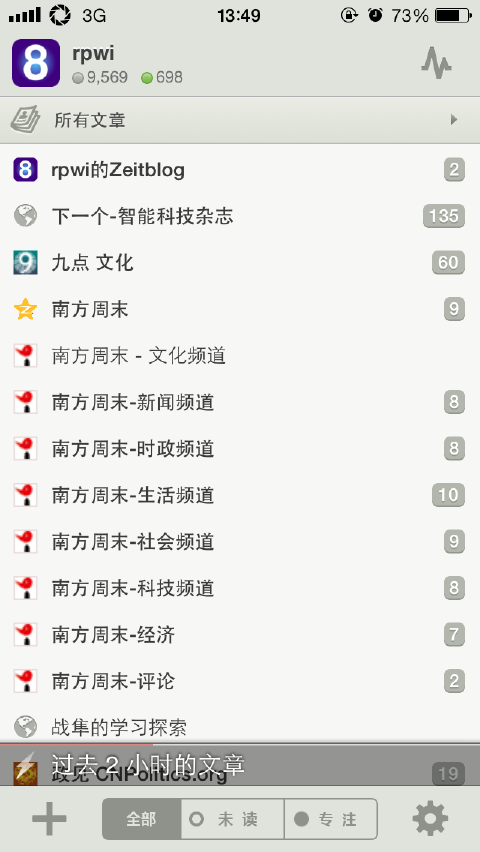 3G 13:49 73%
8 rpwi
9,569 698
所有文章
8 rpwi的Zeitblog 2
下一个-智能科技杂志 135
9 九点 文化 60
南方周末 9
南方周末 - 文化频道
南方周末-新闻频道 8
南方周末-时政频道 8
南方周末-生活频道 10
南方周末-社会频道 9
南方周末-科技频道 8
南方周末-经济 7
南方周末-评论 2
战隼的学习探索
过去 2 小时的文章
政见 CNPolitics.org 19
全部 未读 专注